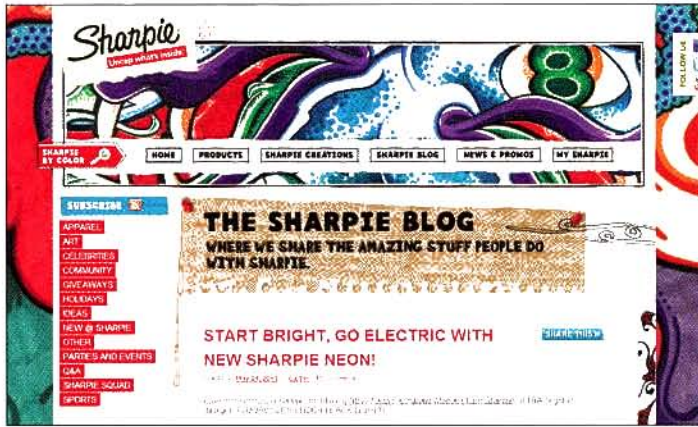 Sharpie
Uncap what's inside.
FOLLOW US
SHARPIE
BY COLOR
HOME
PRODUCTS
SHARPIE CREATIONS
SHARPIE BLOG
NEWS & PROMOS
MY SHARPIE
SUBSCRIBE
APPAREL
ART
CELEBRITIES
COMMUNITY
GIVEAWAYS
HOLIDAYS
IDEAS
NEW @ SHARPIE
OTHER
PARTIES AND EVENTS
Q&A
SHARPIE SQUAD
SPORTS
THE SHARPIE BLOG
WHERE WE SHARE THE AMAZING STUFF PEOPLE DO
WITH SHARPIE.
START BRIGHT, GO ELECTRIC WITH
NEW SHARPIE NEON!
SHARE THIS